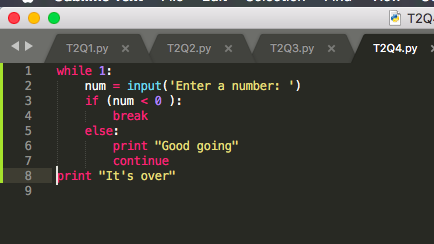 T2Q
T2Q1.py × T2Q2.py × T2Q3.py × T2Q4.py
1 while 1:
2     num = input('Enter a number: ')
3     if (num < 0 ):
4         break
5     else:
6         print "Good going"
7         continue
8 print "It's over"
9